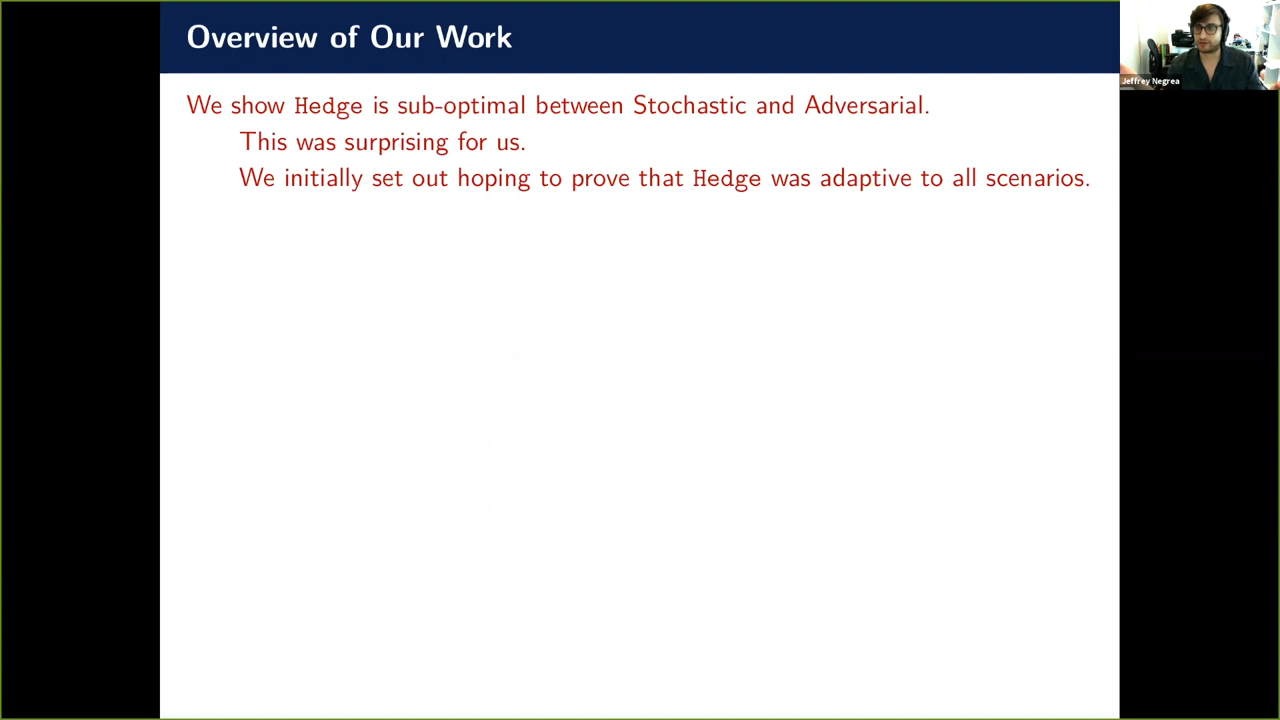 Overview of Our Work
Jeffrey Negrea
We show Hedge is sub-optimal between Stochastic and Adversarial.
This was surprising for us.
We initially set out hoping to prove that Hedge was adaptive to all scenarios.